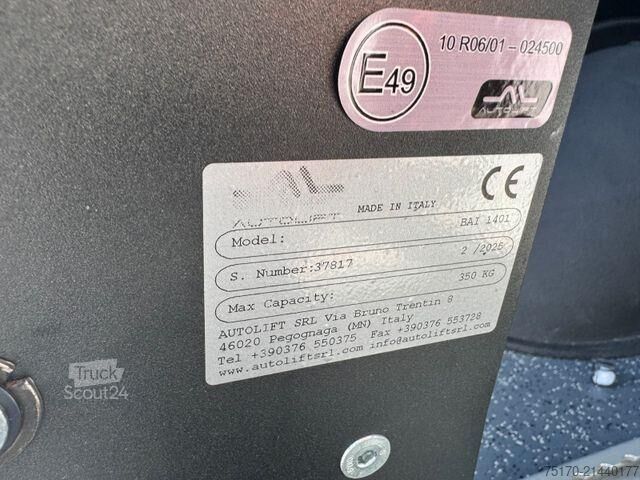 10 R06/01 - 024500
E49
AUTOLIFT
AUTOLIFT
MADE IN ITALY
CE
Model: BAI 1401
S. Number:37817 2 /2025
Max Capacity: 350 KG
AUTOLIFT SRL Via Bruno Trentin 8
46020 Pegognaga (MN) Italy
Tel +390376 550375 Fax +390376 553728
www.autoliftsrl.com info@autoliftsrl.com
Truck
Scout24
75170-21440177